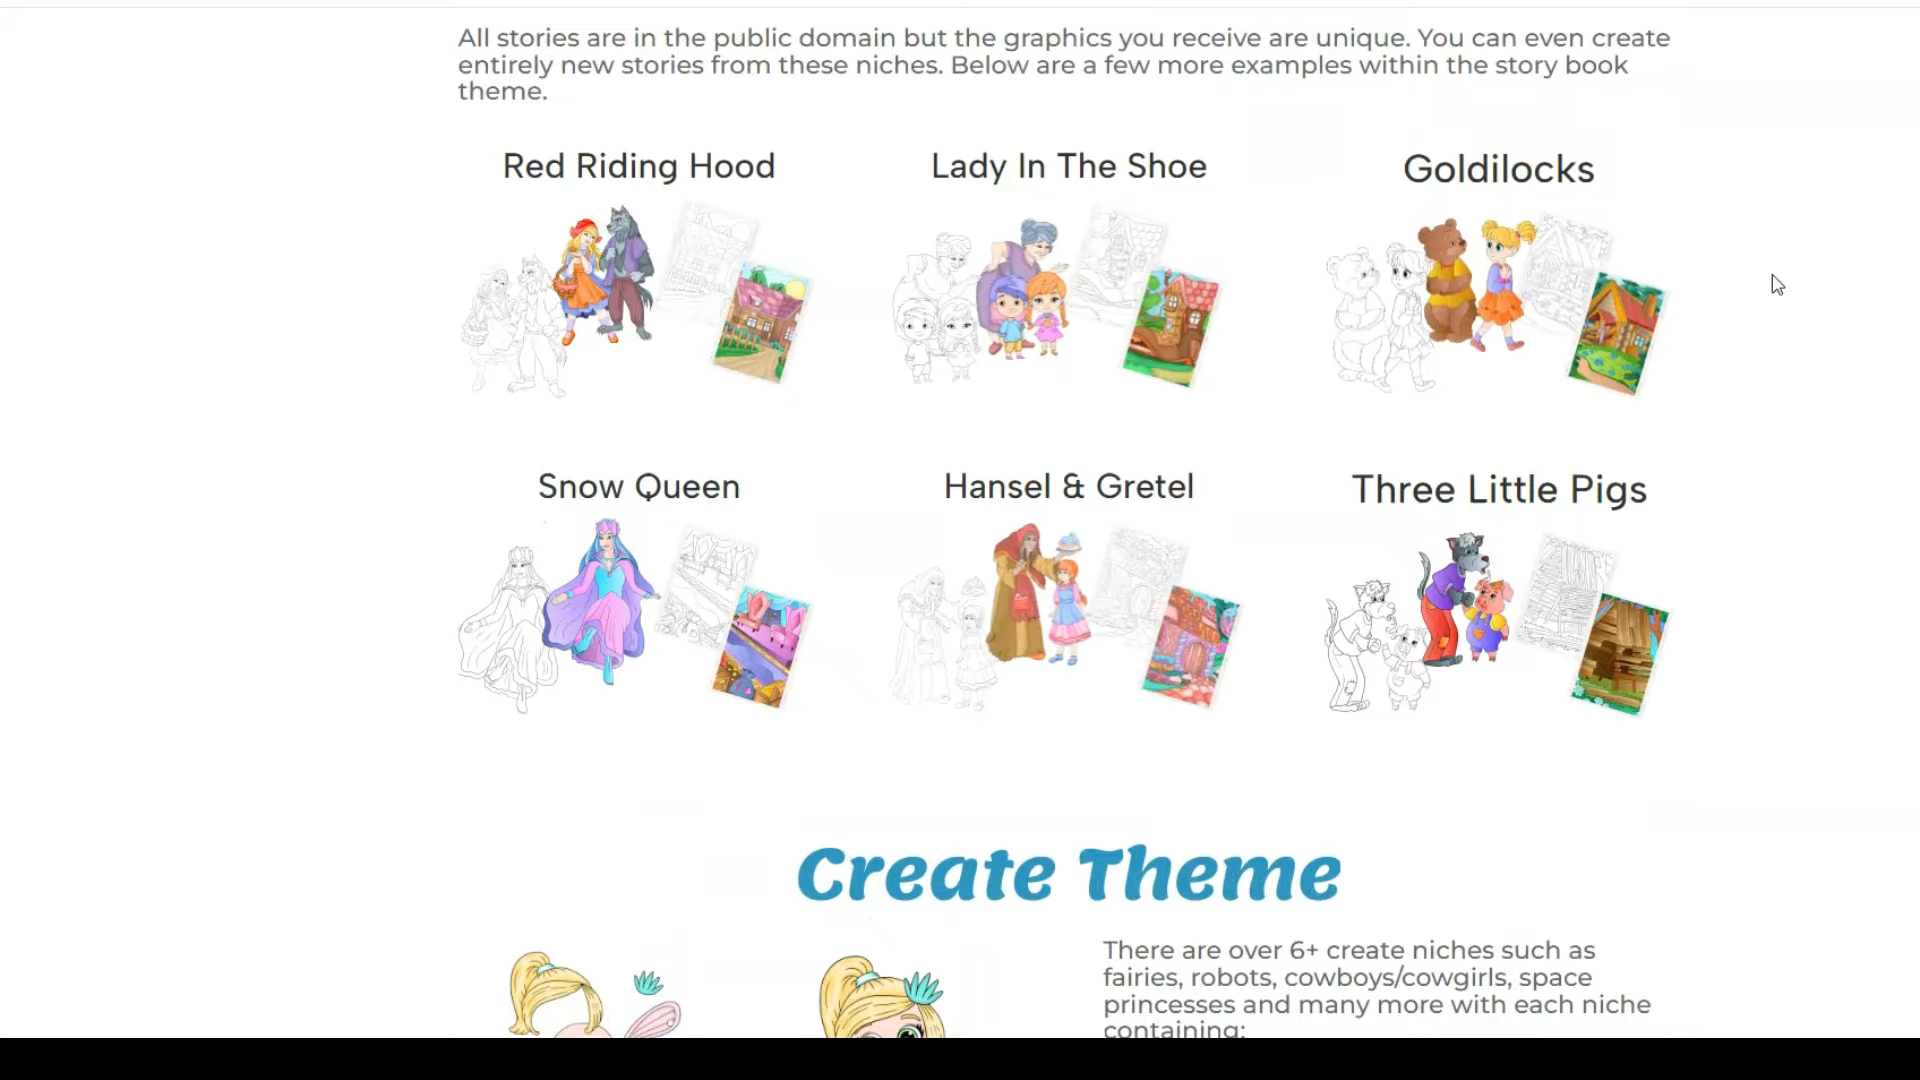 All stories are in the public domain but the graphics you receive are unique. You can even create
entirely new stories from these niches. Below are a few more examples within the story book
theme.
Red Riding Hood
Lady In The Shoe
Goldilocks
Snow Queen
Hansel & Gretel
Three Little Pigs
Create Theme
There are over 6+ create niches such as
fairies, robots, cowboys/cowgirls, space
princesses and many more with each niche
containing: